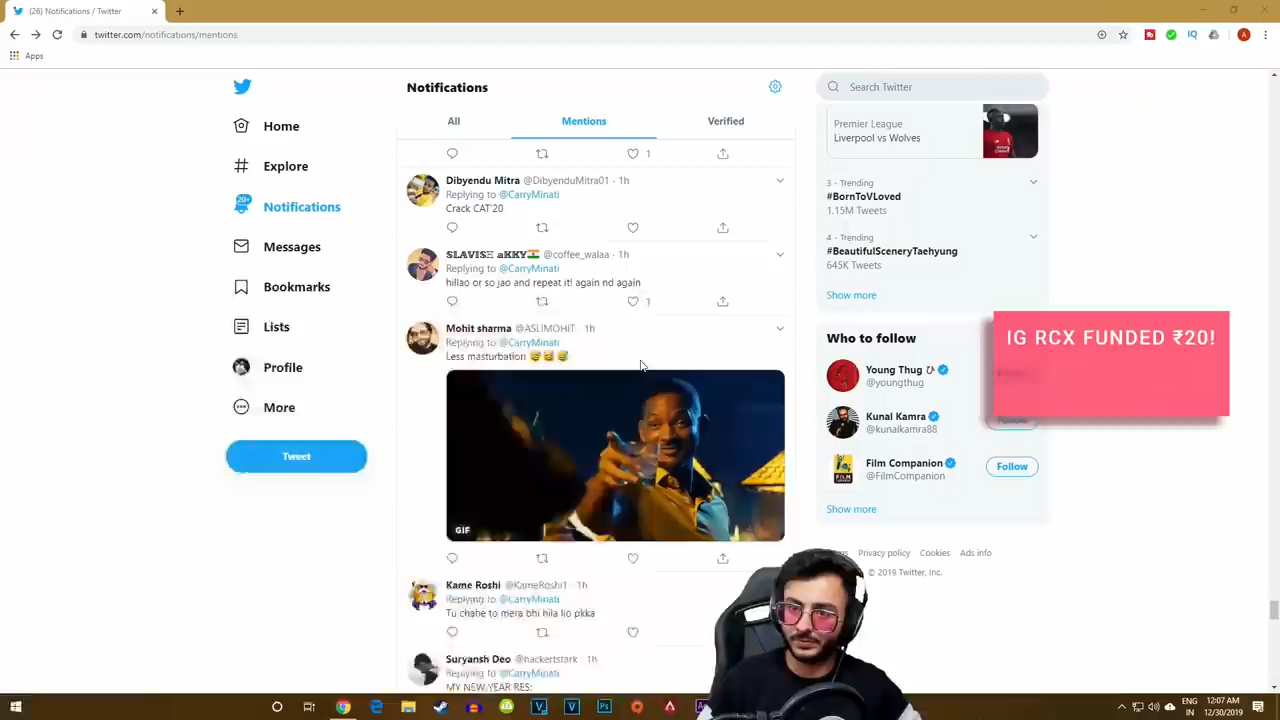 (26) Notifications / Twitter
twitter.com/notifications/mentions
Apps
Home
Explore
20+
Notifications
Messages
Bookmarks
Lists
Profile
More
Tweet
Notifications
All
Mentions
Verified
1
Dibyendu Mitra @DibyenduMitra01 · 1h
Replying to @CarryMinati
Crack CAT'20
𝕊𝕃𝔸𝕍𝕀𝕊ℍ 𝕒𝕂𝕂𝕐🇮🇳 @coffee_walaa · 1h
Replying to @CarryMinati
hillao or so jao and repeat it! again nd again
1
Mohit sharma @ASLIMOHIT · 1h
Replying to @CarryMinati
Less masturbation
GIF
Kame Roshi @KameRoshi1 · 1h
Replying to @CarryMinati
Tu chahe to mera bhi hila lio pkka
Suryansh Deo @hackertstark · 1h
Replying to @CarryMinati
MY NEW YEAR RES:
Search Twitter
Premier League
Liverpool vs Wolves
3 · Trending
#BornToVLoved
1.15M Tweets
4 · Trending
#BeautifulSceneryTaehyung
645K Tweets
Show more
Who to follow
Young Thug ひ
@youngthug
Kunal Kamra
@kunalkamra88
Film Companion
@FilmCompanion
Follow
Show more
Privacy policy Cookies Ads info
© 2019 Twitter, Inc.
IG RCX FUNDED ₹20!
ENG
IN
12:07 AM
12/30/2019